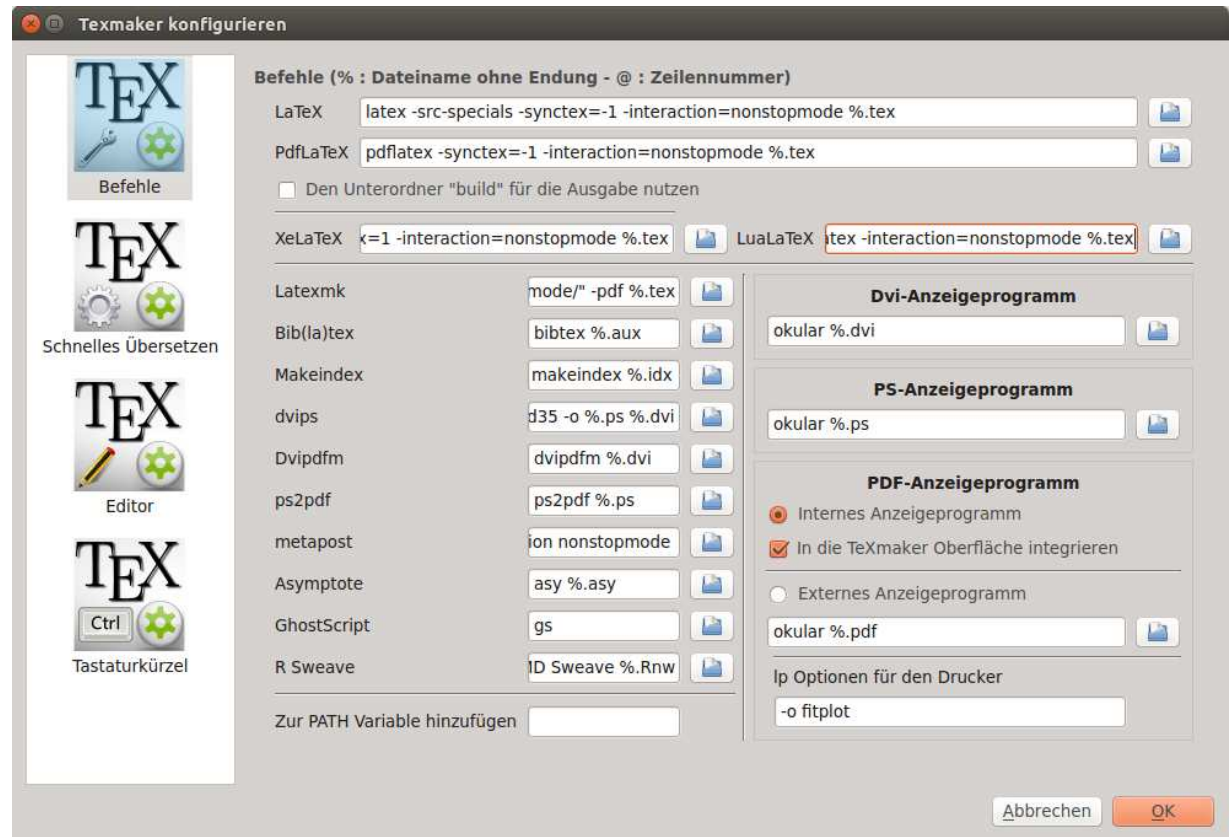 Texmaker konfigurieren
TEX
Befehle
TEX
Schnelles Übersetzen
TEX
Editor
TEX
Ctrl
Tastaturkürzel
Befehle (% : Dateiname ohne Endung - @ : Zeilennummer)
LaTeX latex -src-specials -synctex=-1 -interaction=nonstopmode %.tex
PdfLaTeX pdflatex -synctex=-1 -interaction=nonstopmode %.tex
Den Unterordner "build" für die Ausgabe nutzen
XeLaTeX x=1 -interaction=nonstopmode %.tex LuaLaTeX atex -interaction=nonstopmode %.tex
Latexmk mode/" -pdf %.tex
Bib(la)tex bibtex %.aux
Makeindex makeindex %.idx
dvips d35 -o %.ps %.dvi
Dvipdfm dvipdfm %.dvi
ps2pdf ps2pdf %.ps
metapost ion nonstopmode
Asymptote asy %.asy
GhostScript gs
R Sweave MD Sweave %.Rnw
Zur PATH Variable hinzufügen
Dvi-Anzeigeprogramm
okular %.dvi
PS-Anzeigeprogramm
okular %.ps
PDF-Anzeigeprogramm
Internes Anzeigeprogramm
In die TeXmaker Oberfläche integrieren
Externes Anzeigeprogramm
okular %.pdf
lp Optionen für den Drucker
-o fitplot
Abbrechen
OK